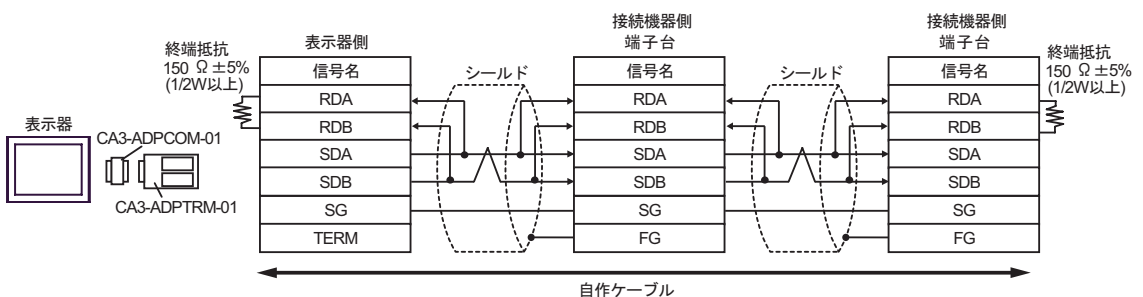 終端抵抗
150 Ω ±5%
(1/2W以上)
表示器
CA3-ADPCOM-01
CA3-ADPTRM-01
表示器側
信号名
RDA
RDB
SDA
SDB
SG
TERM
シールド
接続機器側
端子台
信号名
RDA
RDB
SDA
SDB
SG
FG
シールド
接続機器側
端子台
信号名
RDA
RDB
SDA
SDB
SG
FG
終端抵抗
150 Ω ±5%
(1/2W以上)
自作ケーブル